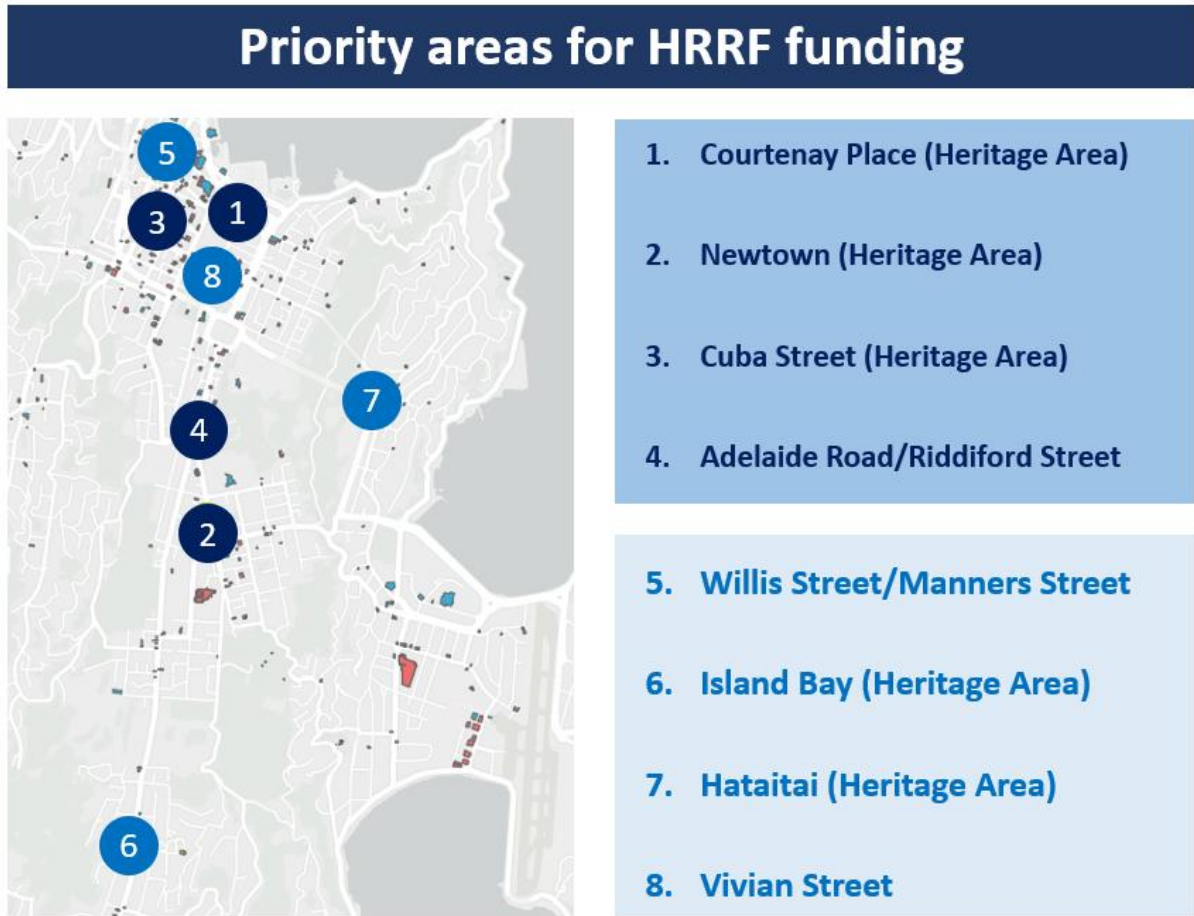 Priority areas for HRRF funding
5
3
1
8
7
4
2
6
1. Courtenay Place (Heritage Area)
2. Newtown (Heritage Area)
3. Cuba Street (Heritage Area)
4. Adelaide Road/Riddiford Street
5. Willis Street/Manners Street
6. Island Bay (Heritage Area)
7. Hataitai (Heritage Area)
8. Vivian Street